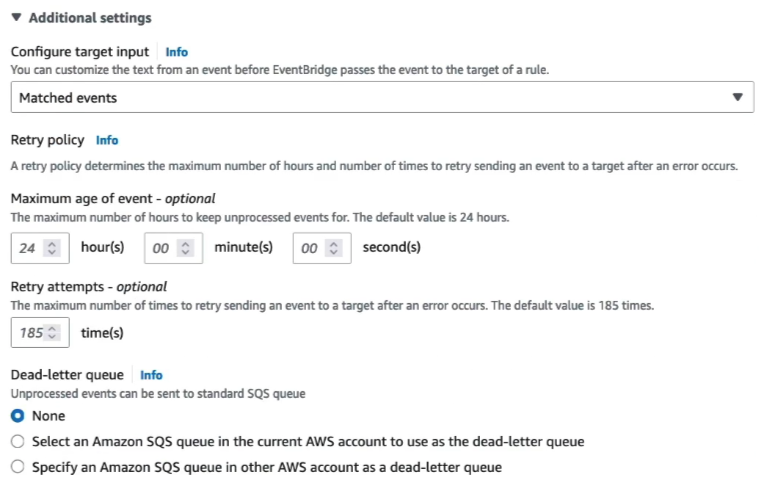 Additional settings
Configure target input Info
You can customize the text from an event before EventBridge passes the event to the target of a rule.
Matched events
Retry policy Info
A retry policy determines the maximum number of hours and number of times to retry sending an event to a target after an error occurs.
Maximum age of event - optional
The maximum number of hours to keep unprocessed events for. The default value is 24 hours.
24 hour(s) 00 minute(s) 00 second(s)
Retry attempts - optional
The maximum number of times to retry sending an event to a target after an error occurs. The default value is 185 times.
185 time(s)
Dead-letter queue Info
Unprocessed events can be sent to standard SQS queue
None
Select an Amazon SQS queue in the current AWS account to use as the dead-letter queue
Specify an Amazon SQS queue in other AWS account as a dead-letter queue